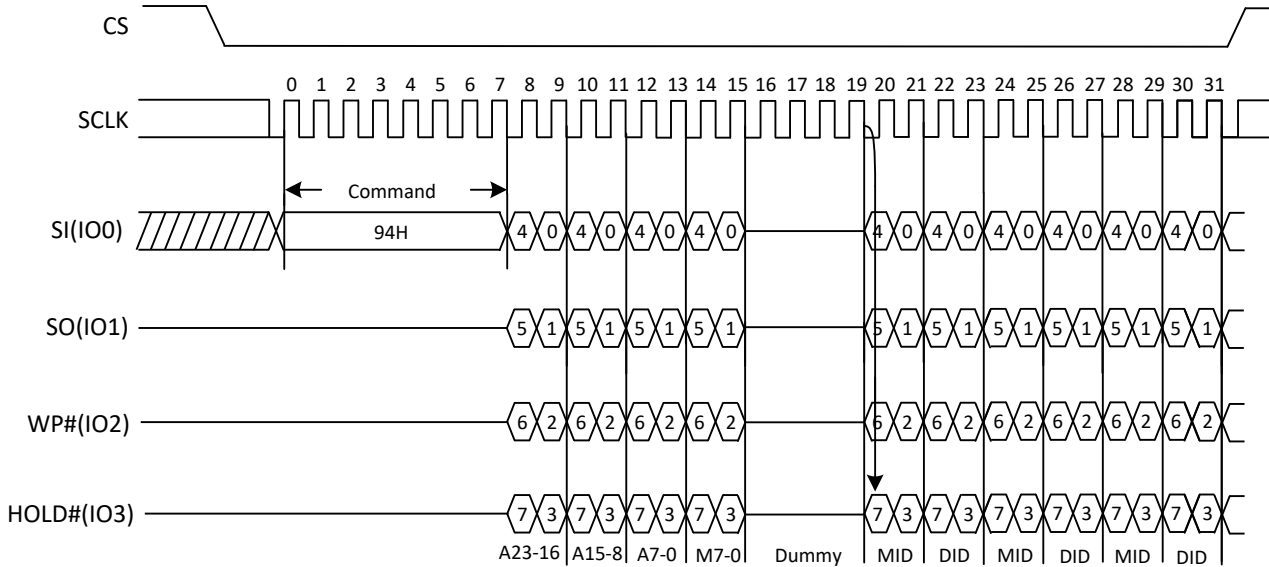 CS
0 1 2 3 4 5 6 7 8 9 10 11 12 13 14 15 16 17 18 19 20 21 22 23 24 25 26 27 28 29 30 31
SCLK
Command
SI(IO0) 94H 4 0 4 0 4 0 4 0 4 0 4 0 4 0 4 0 4 0 4 0
SO(IO1) 5 1 5 1 5 1 5 1 5 1 5 1 5 1 5 1 5 1 5 1
WP#(IO2) 6 2 6 2 6 2 6 2 6 2 6 2 6 2 6 2 6 2 6 2
HOLD#(IO3) 7 3 7 3 7 3 7 3 7 3 7 3 7 3 7 3 7 3 7 3
A23-16 A15-8 A7-0 M7-0 Dummy MID DID MID DID MID DID